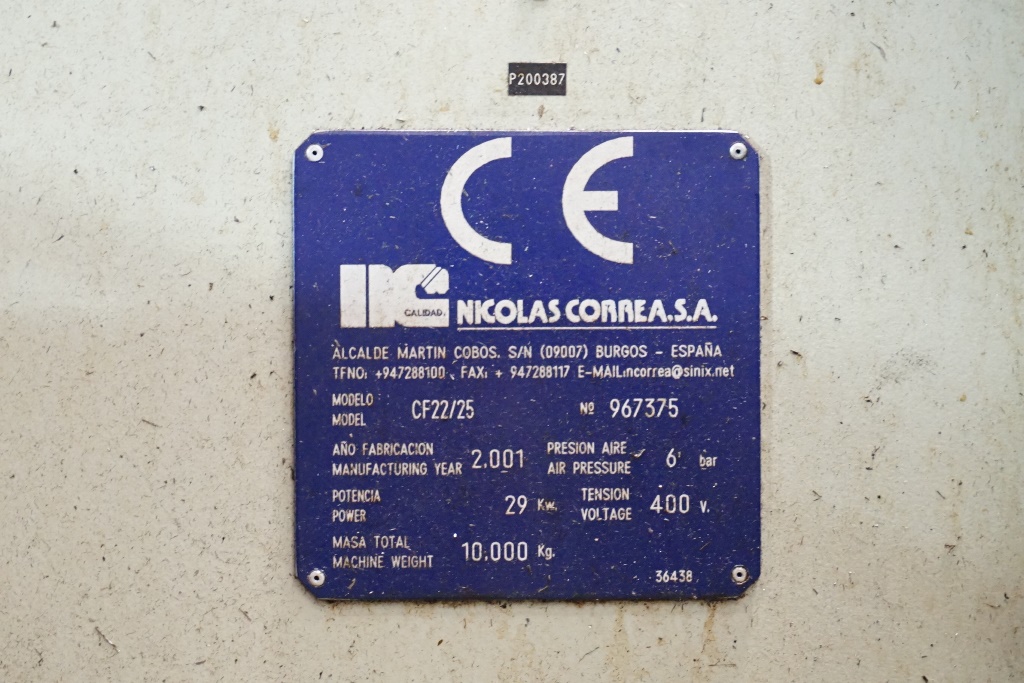 P200387
CE
NC
CALIDAD.
NICOLAS CORREA.S.A.
ALCALDE MARTIN COBOS. S/N (09007) BURGOS - ESPAÑA
TFNO: +947288100 . FAX: + 947288117 E-MAIL:ncorrea@sinix.net
MODELO
MODEL
CF22/25
Nº 967375
AÑO FABRICACION
MANUFACTURING YEAR
2.001
PRESION AIRE
AIR PRESSURE
6 bar
POTENCIA
POWER
29 Kw.
TENSION
VOLTAGE
400 v.
MASA TOTAL
MACHINE WEIGHT
10.000 Kg.
36438